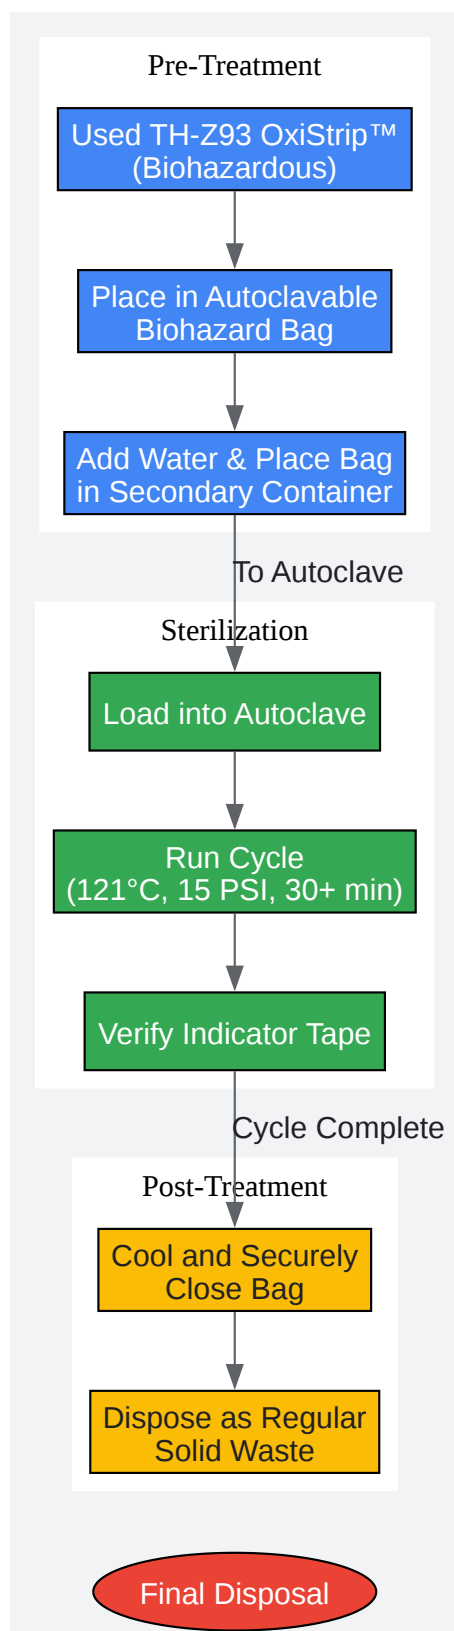 Pre-Treatment
Used TH-Z93 OxiStrip™
(Biohazardous)
Place in Autoclavable
Biohazard Bag
Add Water & Place Bag
in Secondary Container
To Autoclave
Sterilization
Load into Autoclave
Run Cycle
(121°C, 15 PSI, 30+ min)
Verify Indicator Tape
Cycle Complete
Post-Treatment
Cool and Securely
Close Bag
Dispose as Regular
Solid Waste
Final Disposal